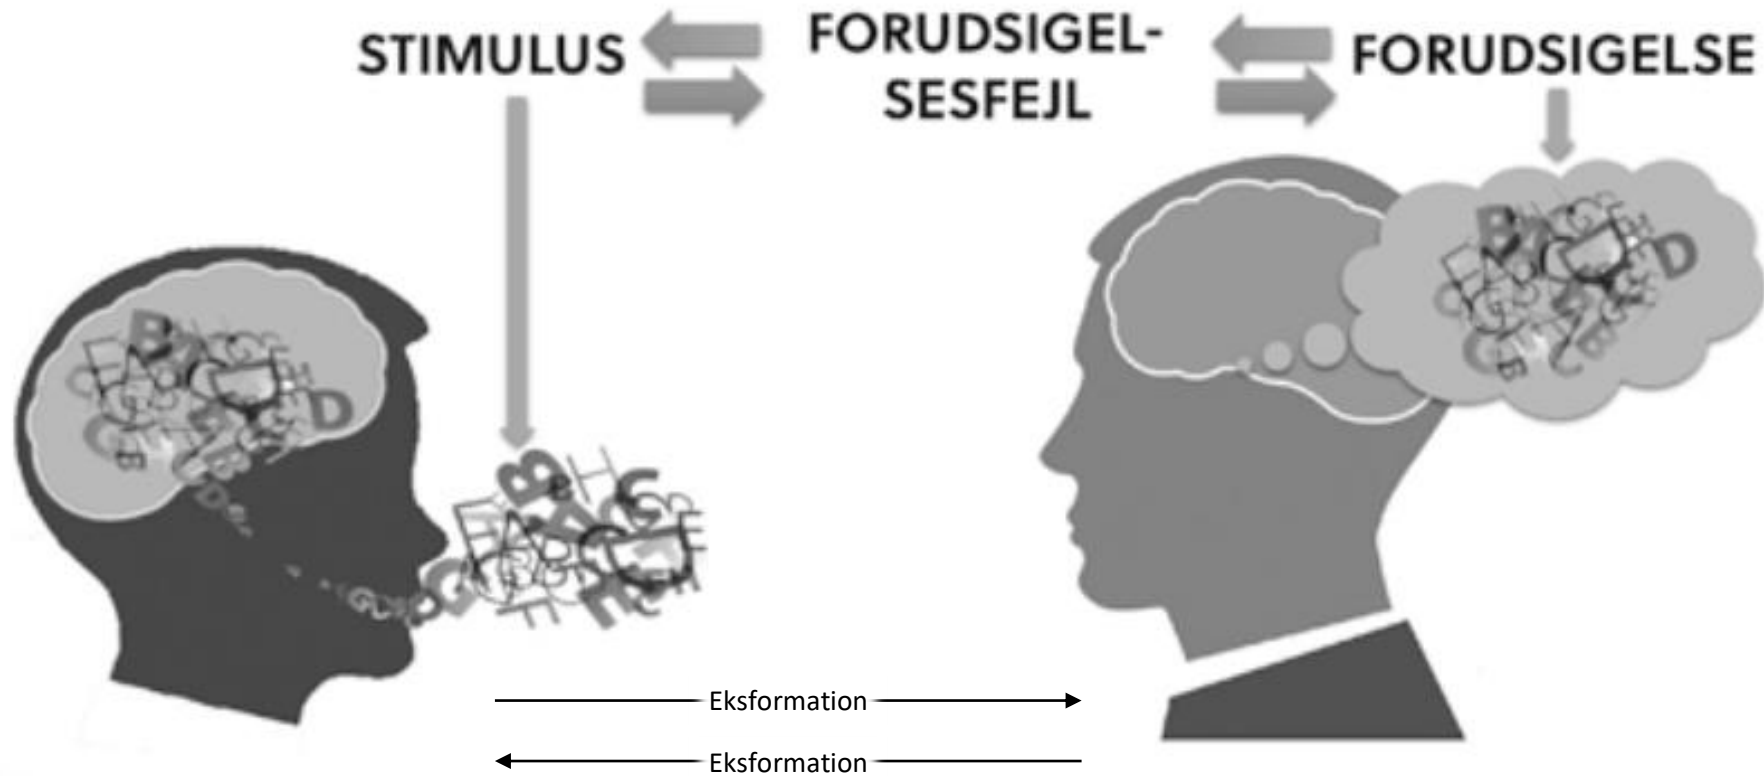 STIMULUS
FORUDSIGEL-
SESFEJL
FORUDSIGELSE
Eksformation
Eksformation